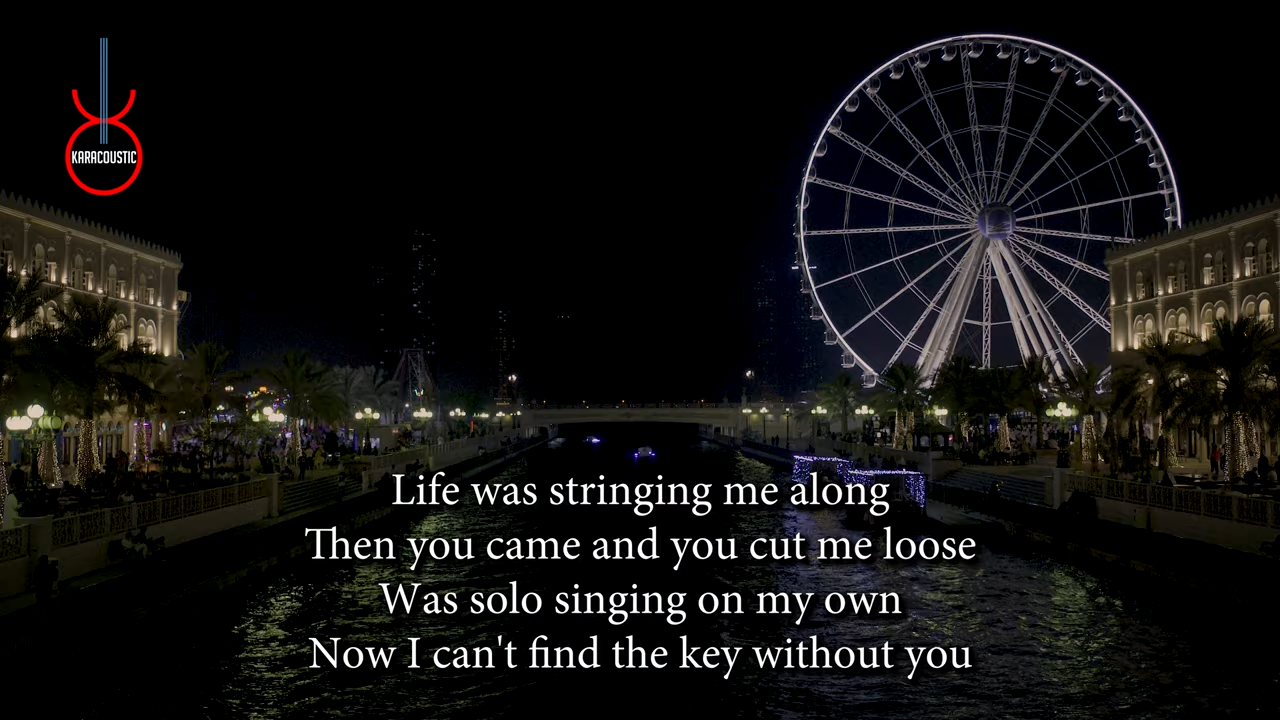 KARACOUSTIC
Life was stringing me along
Then you came and you cut me loose
Was solo singing on my own
Now I can't find the key without you